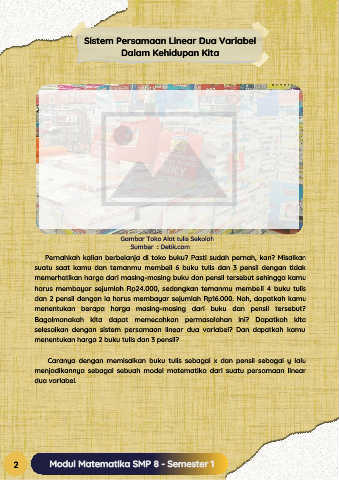 Sistem Persamaan Linear Dua Variabel
Dalam Kehidupan Kita
Gambar Toko Alat tulis Sekolah
Sumber : Detik.com
Pernahkah kalian berbelanja di toko buku? Pasti sudah pernah, kan? Misalkan
suatu saat kamu dan temanmu membeli 6 buku tulis dan 3 pensil dengan tidak
memerhatikan harga dari masing-masing buku dan pensil tersebut sehingga kamu
harus membayar sejumlah Rp24.000, sedangkan temanmu membeli 4 buku tulis
dan 2 pensil dengan ia harus membayar sejumlah Rp16.000. Nah, dapatkah kamu
menentukan berapa harga masing-masing dari buku dan pensil tersebut?
Bagaimanakah kita dapat memecahkan permasalahan ini? Dapatkah kita
selesaikan dengan sistem persamaan linear dua variabel? Dan dapatkah kamu
menentukan harga 2 buku tulis dan 3 pensil?
Caranya dengan memisalkan buku tulis sebagai x dan pensil sebagai y lalu
menjadikannya sebagai sebuah model matematika dari suatu persamaan linear
dua variabel.
2
Modul Matematika SMP 8 - Semester 1